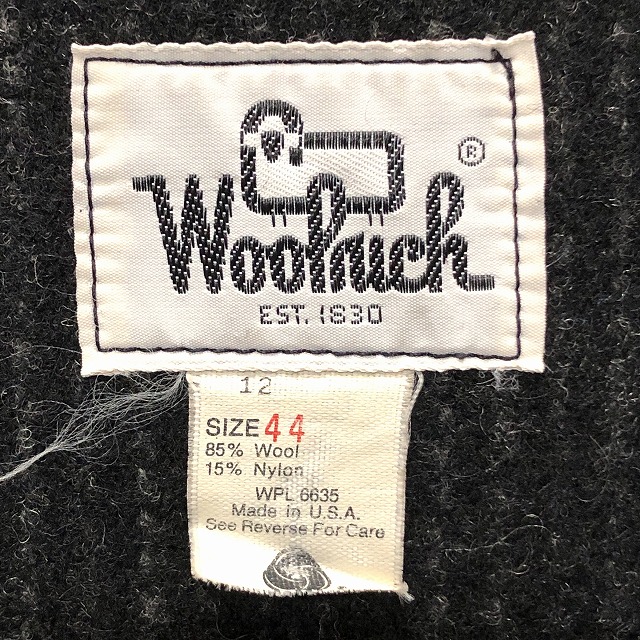 Woolrich
®
EST. 1830
12
SIZE 44
85% Wool
15% Nylon
WPL 6635
Made in U.S.A.
See Reverse For Care